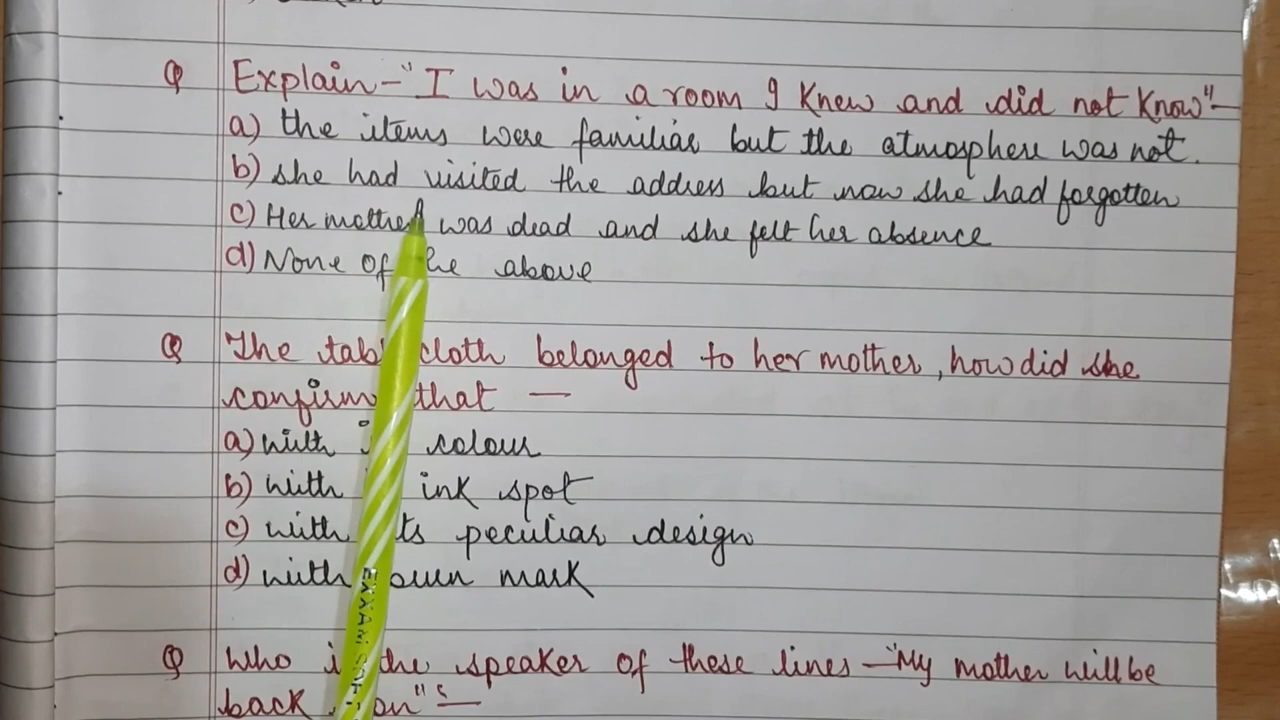 Q Explain-"I was in a room I knew and did not know"-
a) the items were familiar but the atmosphere was not.
b) she had visited the address but now she had forgotten
c) Her mother was dead and she felt her absence
d) None of the above
Q The table cloth belonged to her mother, how did she
confirm that —
a) with colour
b) with ink spot
c) with its peculiar design
d) with mark
Q Who is the speaker of these lines -"My mother will be
back soon" -